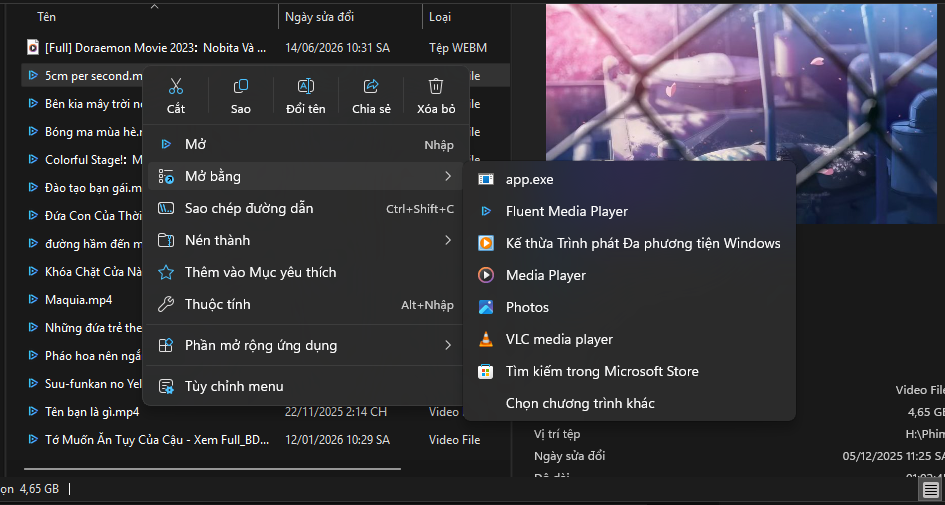 Tên Ngày sửa đổi Loại
[Full] Doraemon Movie 2023: Nobita Và ... 14/06/2026 10:31 SA Tệp WEBM
5cm per second.m
Bên kia mây trời n
Bóng ma mùa hè.
Colorful Stage!: M
Đào tạo bạn gái.m
Đứa Con Của Thời
đường hầm đến m
Khóa Chặt Cửa Nà
Maquia.mp4
Những đứa trẻ the
Pháo hoa nên ngắ
Suu-funkan no Yel
Tên bạn là gì.mp4 22/11/2025 2:14 CH Video
Tớ Muốn Ăn Tụy Của Cậu - Xem Full_BD... 12/01/2026 10:29 SA Video File
Cắt Sao Đổi tên Chia sẻ Xóa bỏ
Mở Nhập
Mở bằng
Sao chép đường dẫn Ctrl+Shift+C
Nén thành
Thêm vào Mục yêu thích
Thuộc tính Alt+Nhập
Phần mở rộng ứng dụng
Tùy chỉnh menu
app.exe
Fluent Media Player
Kế thừa Trình phát Đa phương tiện Windows
Media Player
Photos
VLC media player
Tìm kiếm trong Microsoft Store
Chọn chương trình khác
Video File
4,65 GB
Vị trí tệp H:\Phim
Ngày sửa đổi 05/12/2025 11:25 SA
ọn 4,65 GB